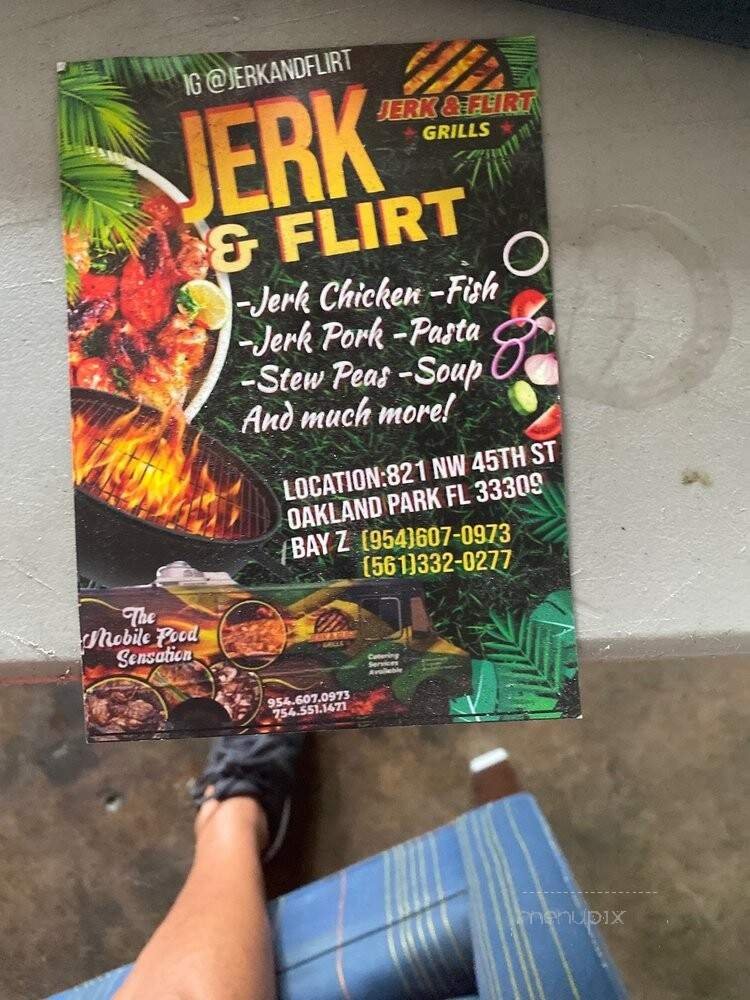 IG @JERKANDFLIRT
JERK & FLIRT
★ GRILLS ★
JERK
& FLIRT
-Jerk Chicken -Fish
-Jerk Pork -Pasta
-Stew Peas -Soup
And much more!
LOCATION:821 NW 45TH ST
OAKLAND PARK FL 33309
BAY Z (954)607-0973
(561)332-0277
The
Mobile Food
Sensation
GRILLS
Catering
Services
Available
954.607.0973
754.551.1471
menupix